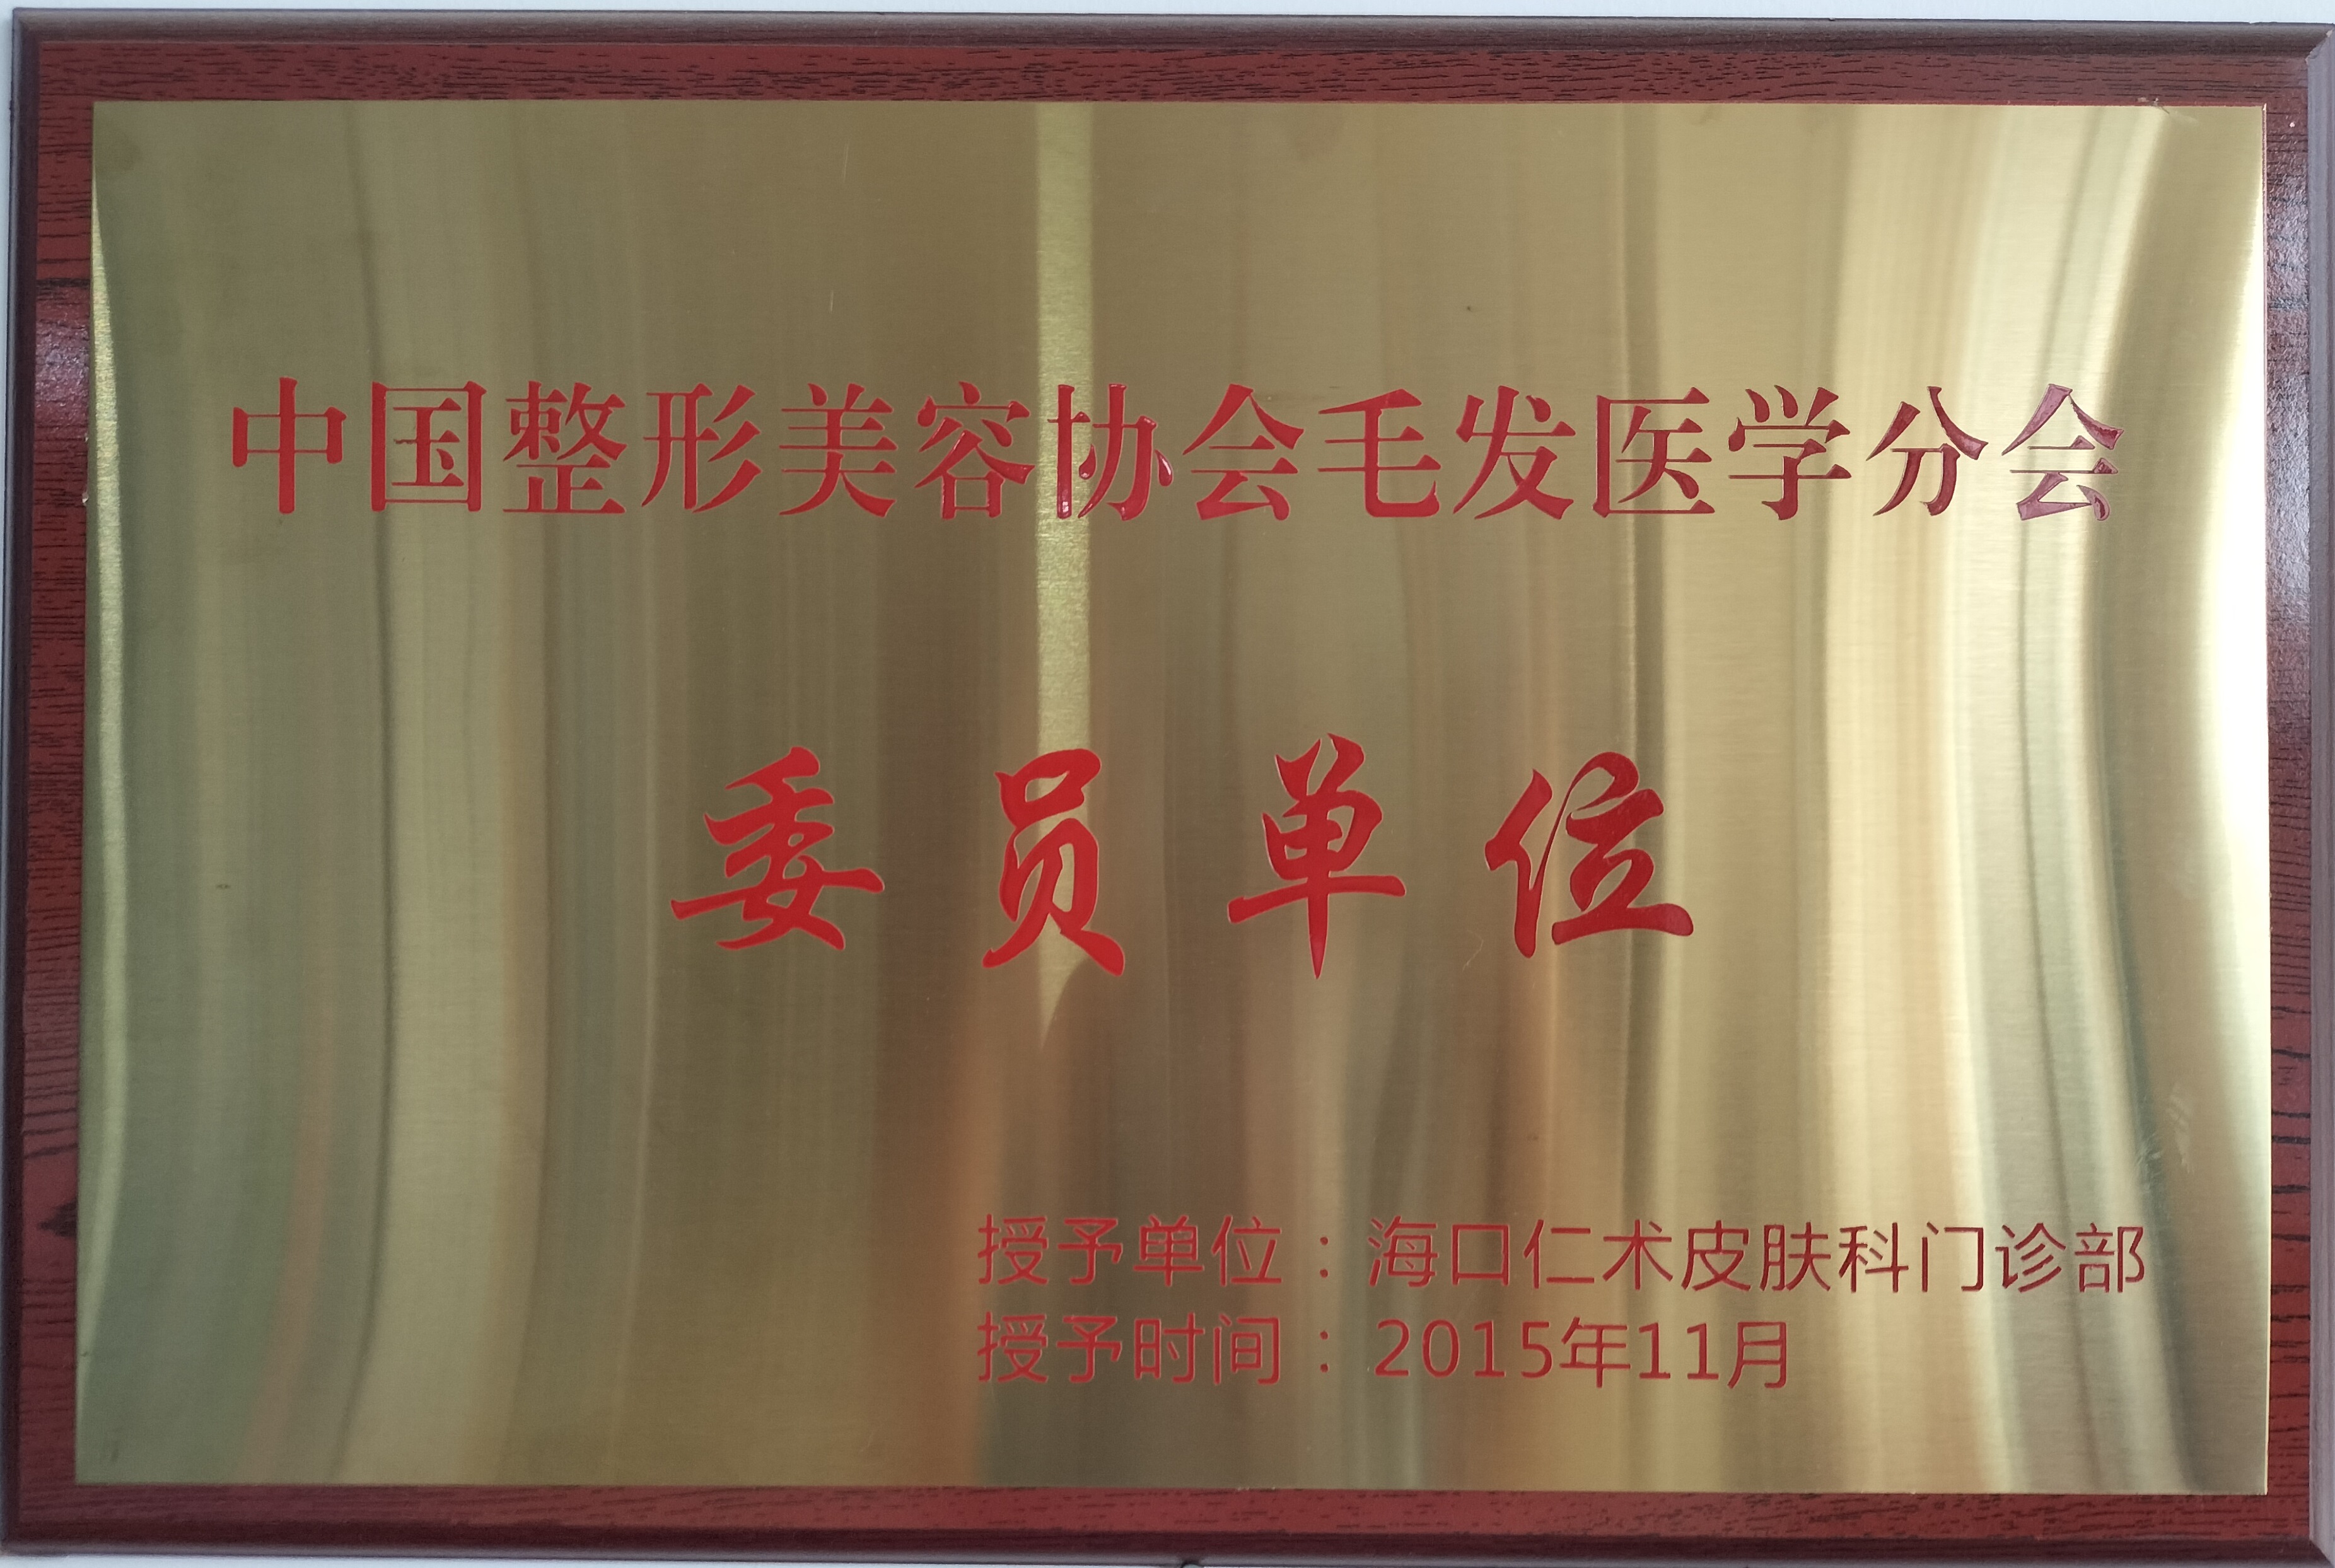 中国整形美容协会毛发医学分会
委员单位
授予单位：海口仁术皮肤科门诊部
授予时间：2015年11月